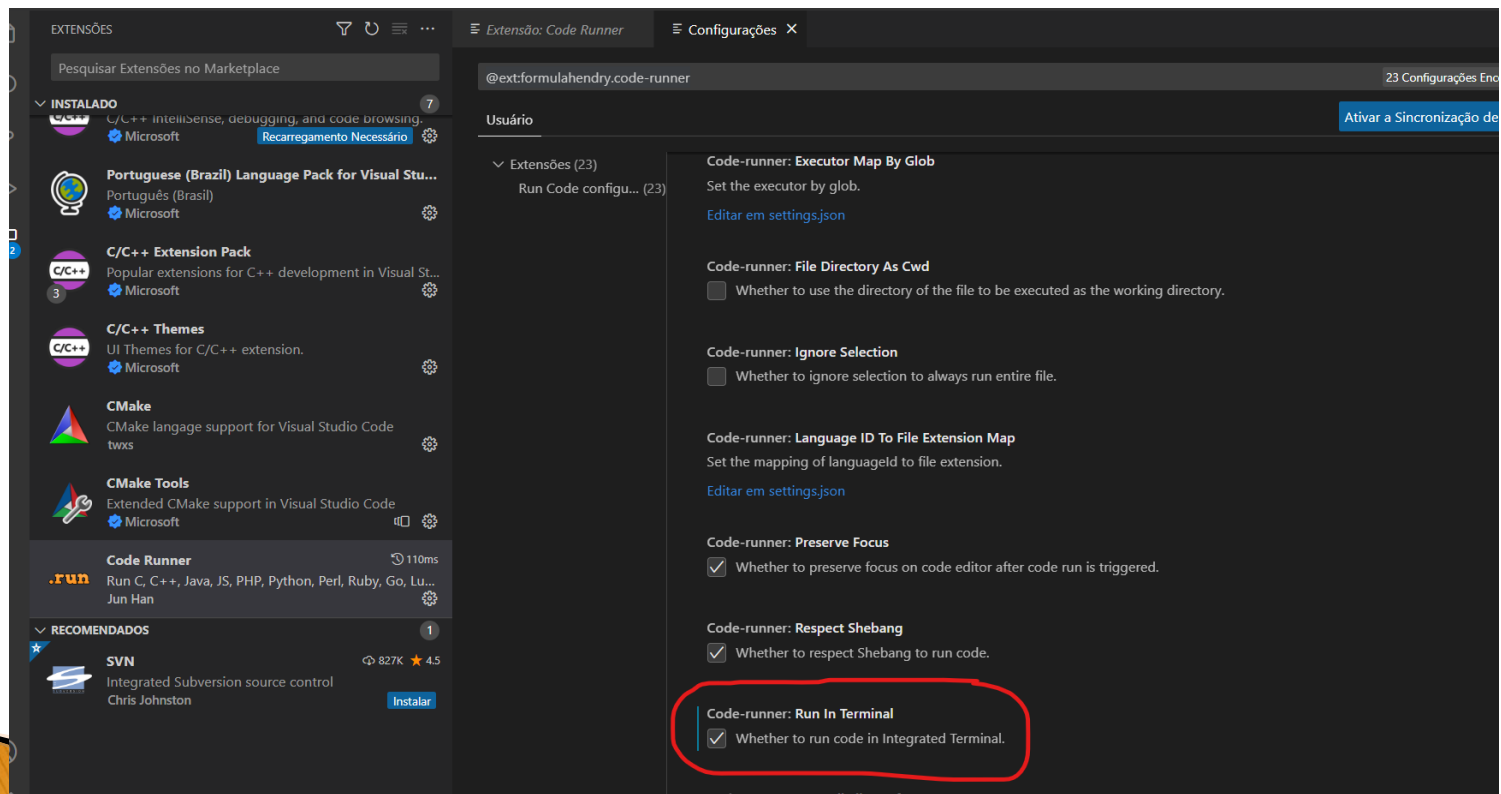 EXTENSÕES
Pesquisar Extensões no Marketplace
INSTALADO
7
C/C++
C/C++ IntelliSense, debugging, and code browsing.
Microsoft
Recarregamento Necessário
Portuguese (Brazil) Language Pack for Visual Stu...
Português (Brasil)
Microsoft
C/C++ Extension Pack
C/C++
Popular extensions for C++ development in Visual St...
3
Microsoft
C/C++ Themes
C/C++
UI Themes for C/C++ extension.
Microsoft
CMake
CMake langage support for Visual Studio Code
twxs
CMake Tools
Extended CMake support in Visual Studio Code
Microsoft
Code Runner
110ms
.run
Run C, C++, Java, JS, PHP, Python, Perl, Ruby, Go, Lu...
Jun Han
RECOMENDADOS
1
SVN
827K
4.5
Integrated Subversion source control
Chris Johnston
Instalar
2
Extensão: Code Runner
Configurações
@ext:formulahendry.code-runner
23 Configurações Enc
Usuário
Ativar a Sincronização de
Extensões (23)
Run Code configu... (23)
Code-runner: Executor Map By Glob
Set the executor by glob.
Editar em settings.json
Code-runner: File Directory As Cwd
Whether to use the directory of the file to be executed as the working directory.
Code-runner: Ignore Selection
Whether to ignore selection to always run entire file.
Code-runner: Language ID To File Extension Map
Set the mapping of languageId to file extension.
Editar em settings.json
Code-runner: Preserve Focus
Whether to preserve focus on code editor after code run is triggered.
Code-runner: Respect Shebang
Whether to respect Shebang to run code.
Code-runner: Run In Terminal
Whether to run code in Integrated Terminal.